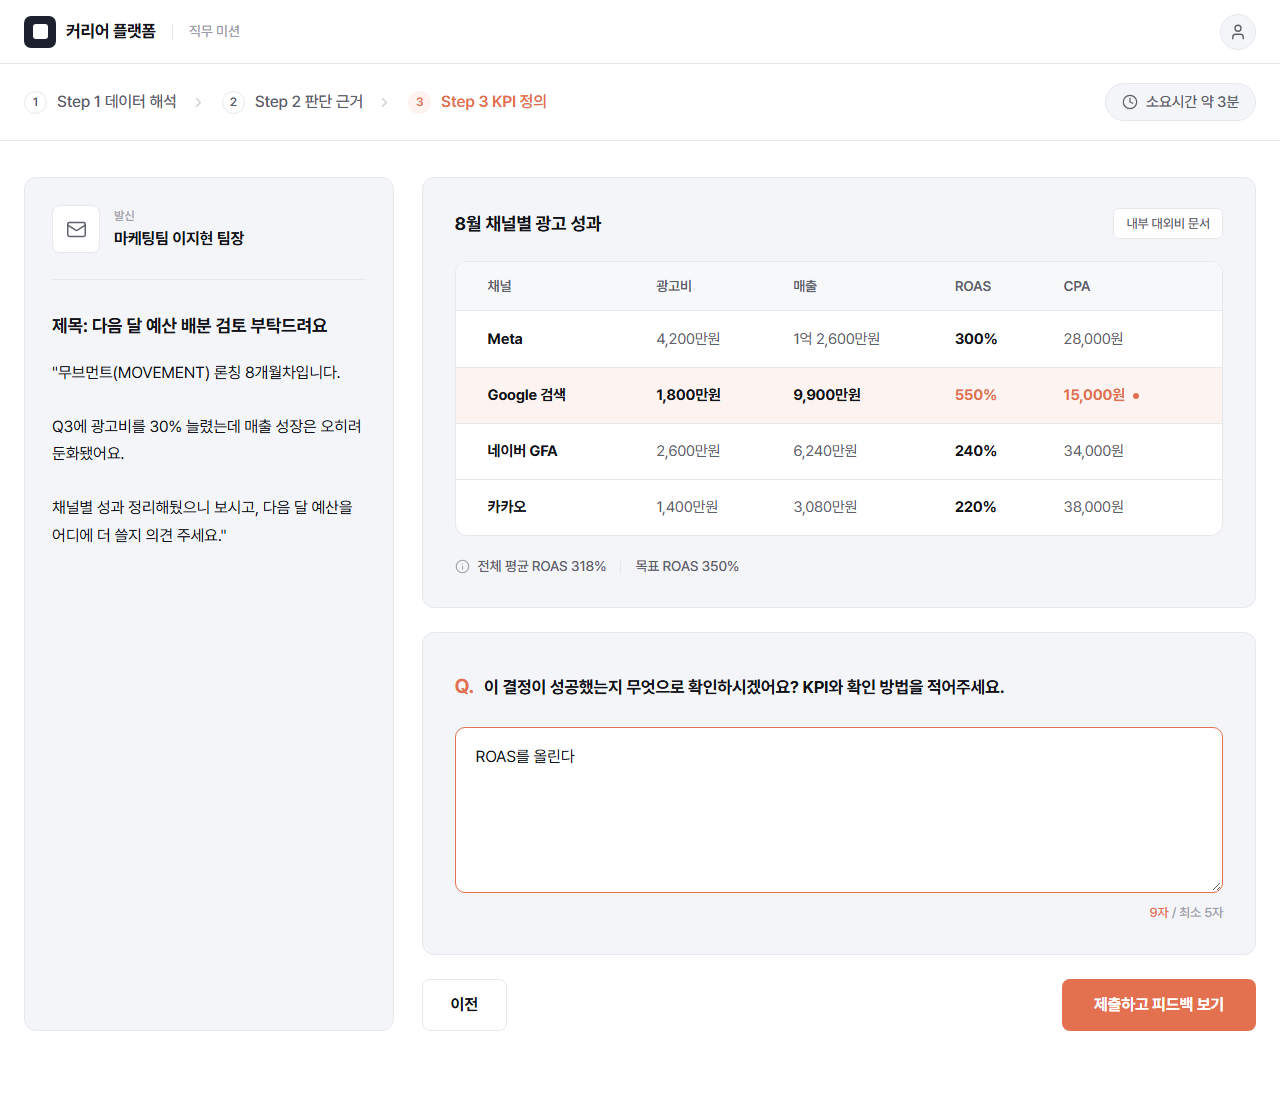 커리어 플랫폼
직무 미션
1 Step 1 데이터 해석
2 Step 2 판단 근거
3 Step 3 KPI 정의
소요시간 약 3분
발신
마케팅팀 이지현 팀장
제목: 다음 달 예산 배분 검토 부탁드려요
"무브먼트(MOVEMENT) 론칭 8개월차입니다.
Q3에 광고비를 30% 늘렸는데 매출 성장은 오히려
둔화됐어요.
채널별 성과 정리해뒀으니 보시고, 다음 달 예산을
어디에 더 쓸지 의견 주세요."
8월 채널별 광고 성과
내부 대외비 문서
채널 광고비 매출 ROAS CPA
Meta 4,200만원 1억 2,600만원 300% 28,000원
Google 검색 1,800만원 9,900만원 550% 15,000원
네이버 GFA 2,600만원 6,240만원 240% 34,000원
카카오 1,400만원 3,080만원 220% 38,000원
전체 평균 ROAS 318% 목표 ROAS 350%
Q. 이 결정이 성공했는지 무엇으로 확인하시겠어요? KPI와 확인 방법을 적어주세요.
ROAS를 올린다
9자 / 최소 5자
이전
제출하고 피드백 보기